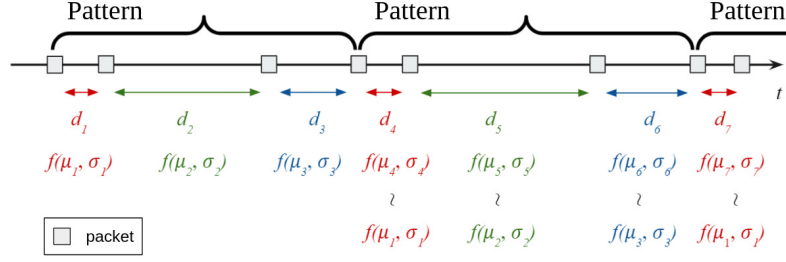 Pattern Pattern Pattern
t
d₁ d₂ d₃ d₄ d₅ d₆ d₇
f(μ₁, σ₁) f(μ₂, σ₂) f(μ₃, σ₃) f(μ₄, σ₄) f(μ₅, σ₅) f(μ₆, σ₆) f(μ₇, σ₇)
~ ~ ~ ~
f(μ₁, σ₁) f(μ₂, σ₂) f(μ₃, σ₃) f(μ₁, σ₁)
packet